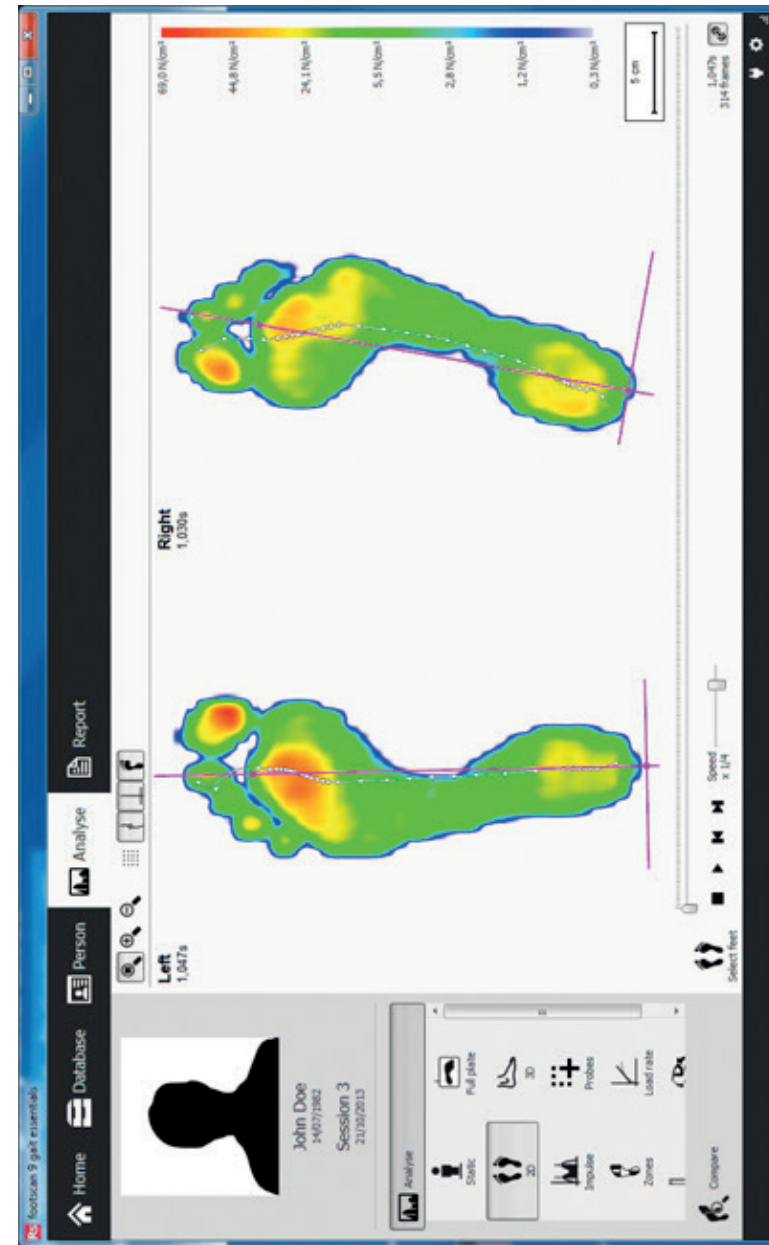 RS footscan 9 gait essentials
Home
Database
Person
Analyse
Report
John Doe
14/07/1982
Session 3
21/10/2013
Analyse
Static
Full plate
2D
3D
Impulse
Probes
Zones
Load rate
Compare
Left
1,047s
Right
1,030s
69,0 N/cm²
44,8 N/cm²
24,1 N/cm²
5,5 N/cm²
2,8 N/cm²
1,2 N/cm²
0,3 N/cm²
5 cm
Select feet
Speed
x 1/4
1,047s
314 frames